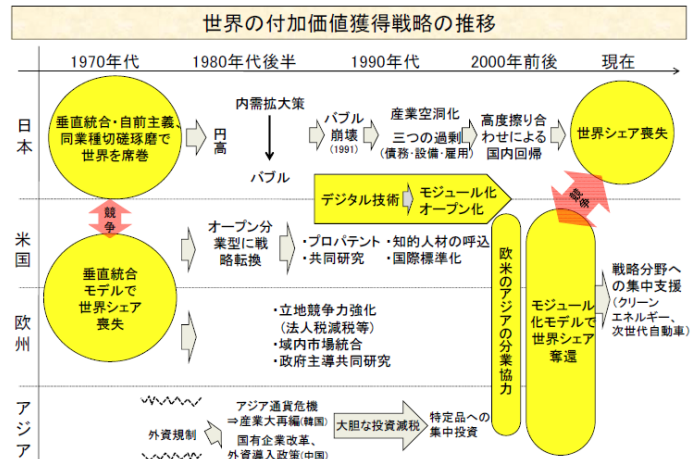 世界の付加価値獲得戦略の推移
1970年代
1980年代後半
1990年代
2000年前後
現在
日本
垂直統合・自前主義、
同業種切磋琢磨で
世界を席巻
円高
内需拡大策
バブル
バブル
崩壊
(1991)
産業空洞化
三つの過剰
(債務・設備・雇用)
高度擦り合
わせによる
国内回帰
世界シェア喪失
デジタル技術
モジュール化
オープン化
競争
競争
米国
欧州
垂直統合
モデルで
世界シェア
喪失
オープン分
業型に戦
略転換
・プロパテント
・共同研究
・知的人材の呼込
・国際標準化
・立地競争力強化
(法人税減税等)
・域内市場統合
・政府主導共同研究
欧米のアジアの分業協力
モジュール
化モデルで
世界シェア
奪還
戦略分野へ
の集中支援
(クリーン
エネルギー、
次世代自動車)
アジア
外資規制
アジア通貨危機
⇒産業大再編(韓国)
国有企業改革、
外資導入政策(中国)
大胆な投資減税
特定品への
集中投資